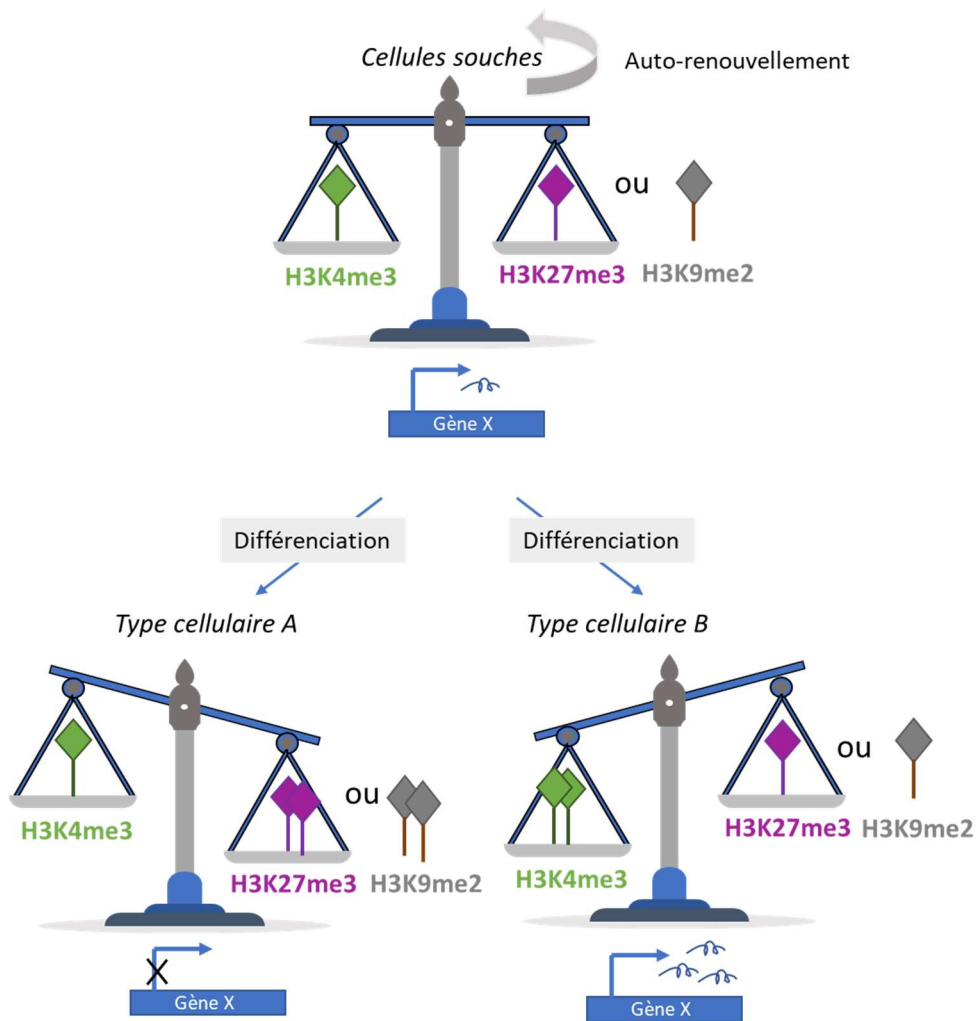 Cellules souches
Auto-renouvellement
ou
H3K4me3
H3K27me3
H3K9me2
Gène X
Différenciation
Différenciation
Type cellulaire A
Type cellulaire B
ou
H3K4me3
H3K27me3
H3K9me2
X
Gène X
ou
H3K4me3
H3K27me3
H3K9me2
Gène X